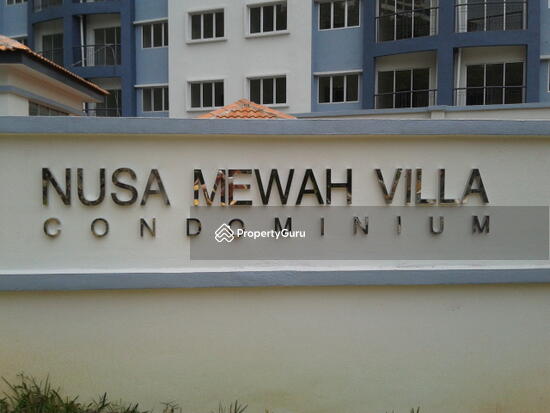 NUSA MEWAH VILLA
CONDOMINIUM
PropertyGuru